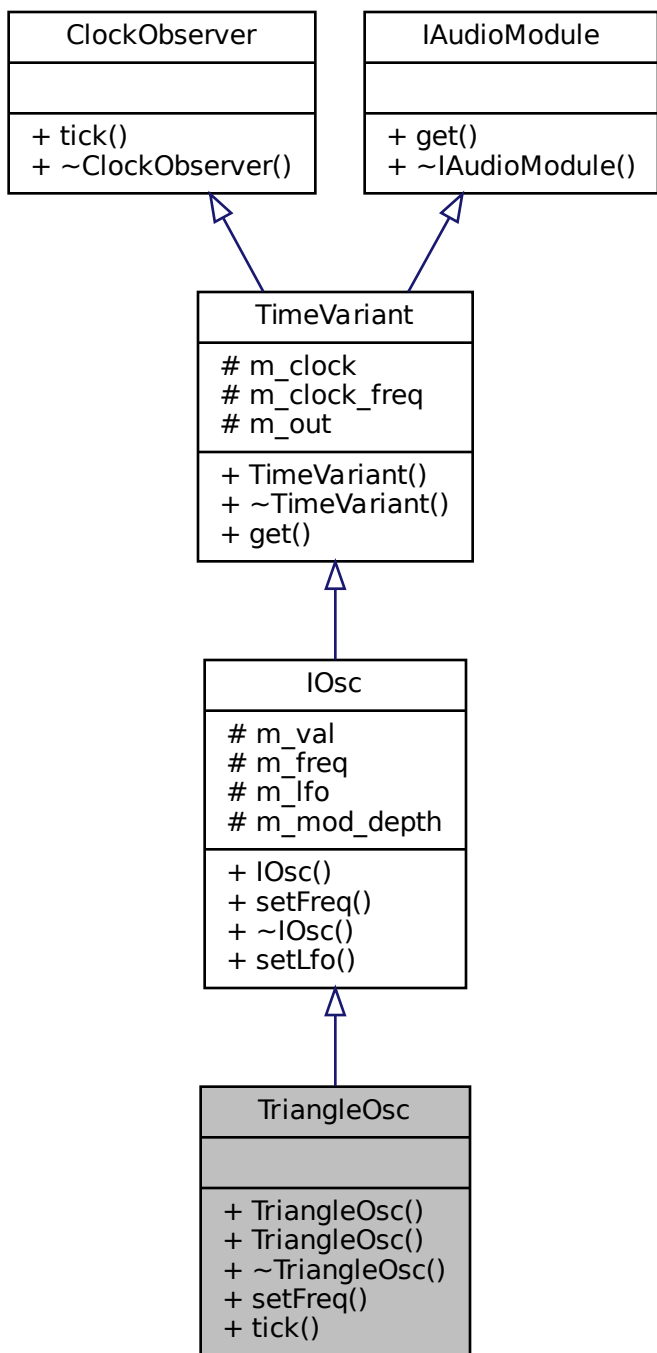 ClockObserver
+ tick()
+ ~ClockObserver()
IAudioModule
+ get()
+ ~IAudioModule()
TimeVariant
# m_clock
# m_clock_freq
# m_out
+ TimeVariant()
+ ~TimeVariant()
+ get()
IOsc
# m_val
# m_freq
# m_lfo
# m_mod_depth
+ IOsc()
+ setFreq()
+ ~IOsc()
+ setLfo()
TriangleOsc
+ TriangleOsc()
+ TriangleOsc()
+ ~TriangleOsc()
+ setFreq()
+ tick()